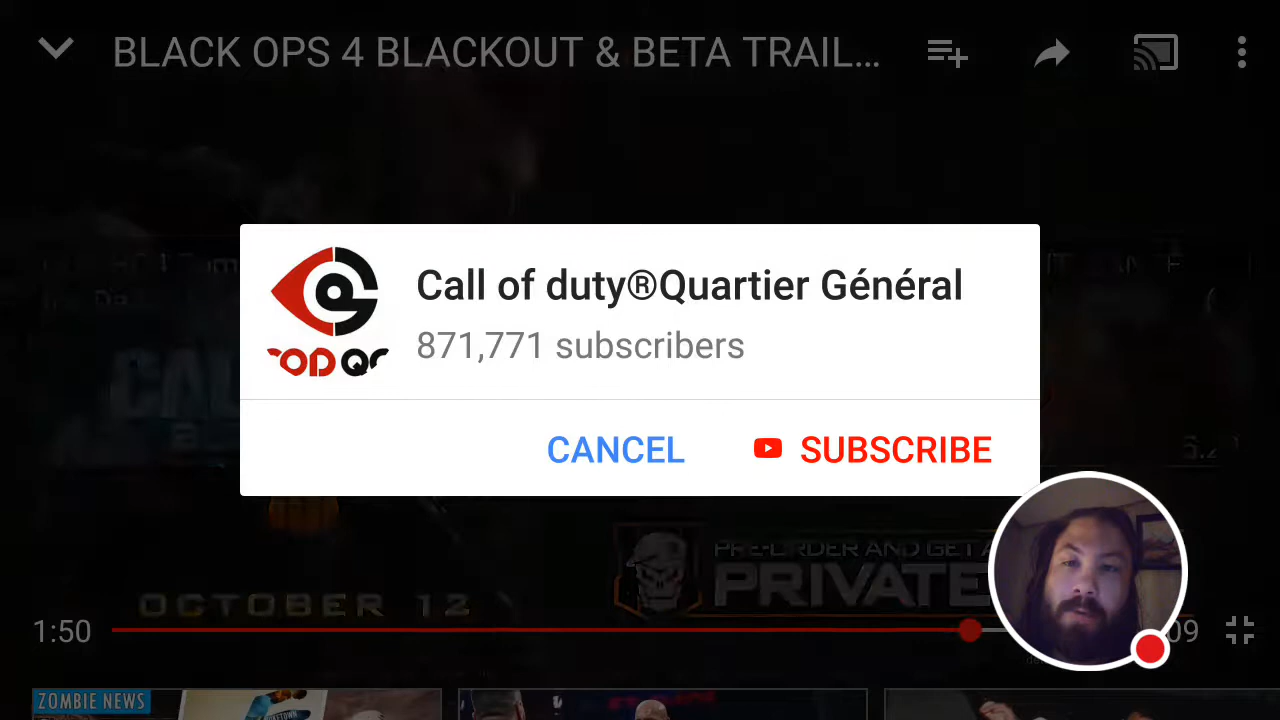 BLACK OPS 4 BLACKOUT & BETA TRAIL...
Call of duty®Quartier Général
871,771 subscribers
CANCEL
SUBSCRIBE
PRE-ORDER AND GET A
PRIVATE
OCTOBER 12
1:50
09
ZOMBIE NEWS